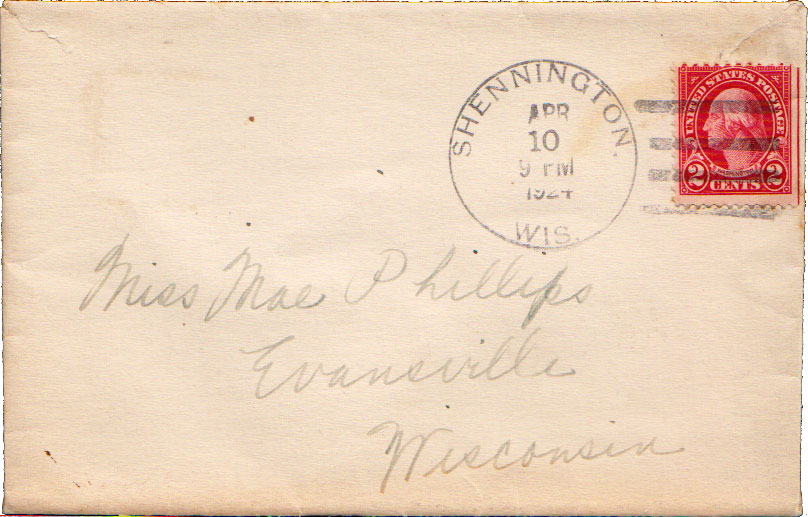 SHENNINGTON.
APR
10
9 PM
1924
WIS.
UNITED STATES POSTAGE
2 CENTS 2
Miss Mae Phillips
Evansville
Wisconsin